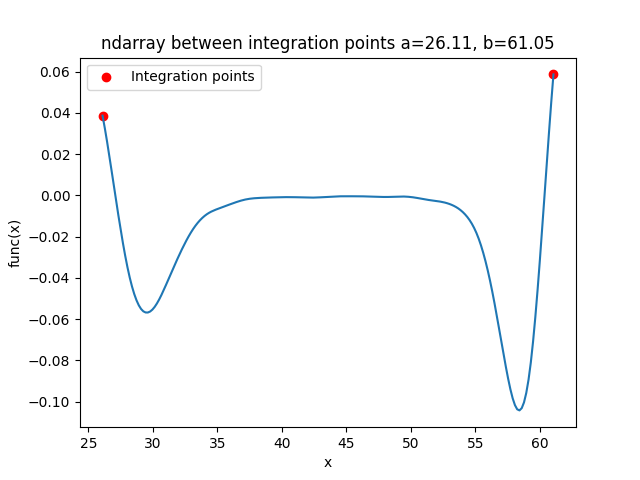 ndarray between integration points a=26.11, b=61.05
Integration points
0.06
0.04
0.02
0.00
−0.02
−0.04
−0.06
−0.08
−0.10
func(x)
25 30 35 40 45 50 55 60
x